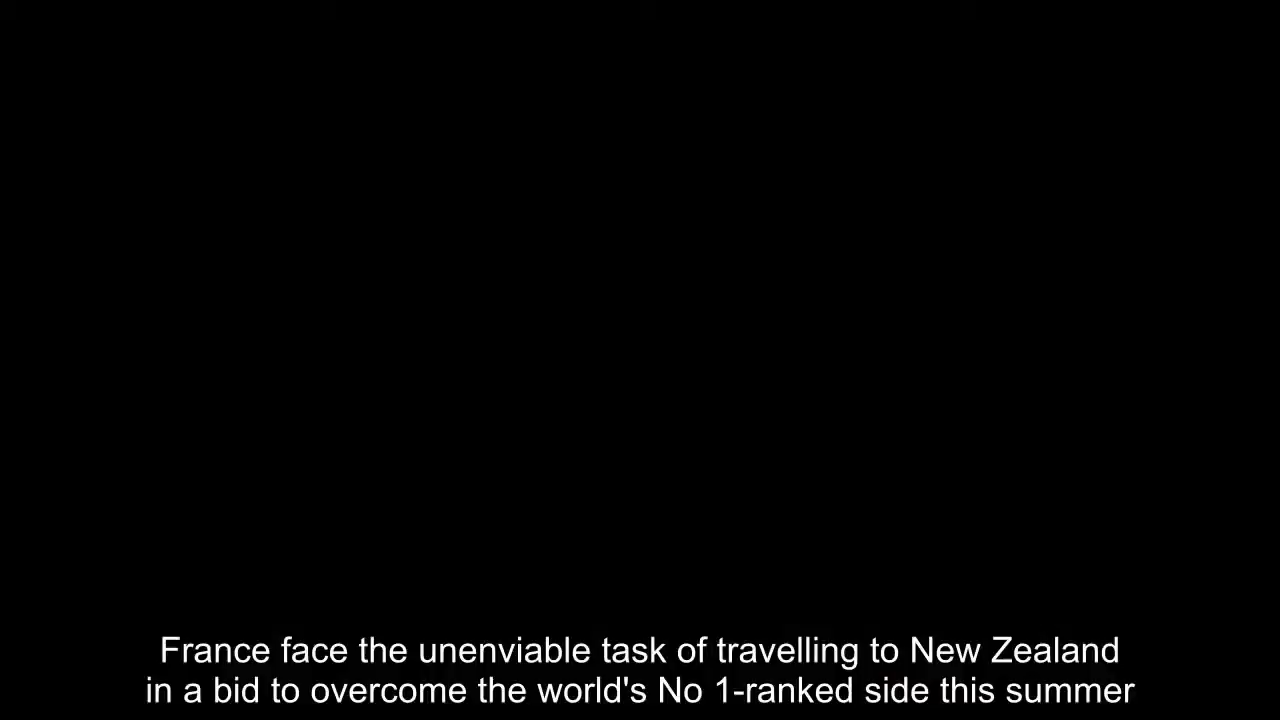 France face the unenviable task of travelling to New Zealand
in a bid to overcome the world's No 1-ranked side this summer